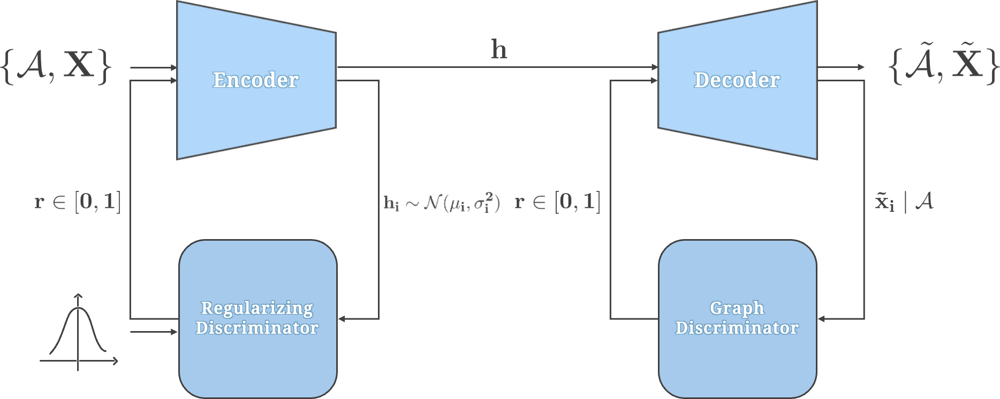 {𝒜, 𝐗}
Encoder
𝐡
Decoder
{𝒜̃, 𝐗̃}
𝐫 ∈ [𝟎, 𝟏]
𝐡ᵢ ∼ 𝒩(μᵢ, σᵢ²)
𝐫 ∈ [𝟎, 𝟏]
𝐱̃ᵢ | 𝒜
Regularizing
Discriminator
Graph
Discriminator